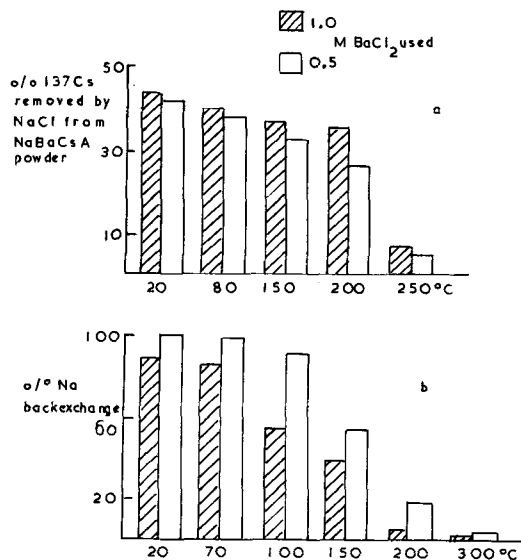 1.0
M BaCl2 used
0.5
o/o 137Cs
removed by
NaCl from
NaBaCsA
powder
50
30
10
a
20 80 150 200 250°C
o/° Na
backexchange
100
60
20
b
20 70 100 150 200 300°C